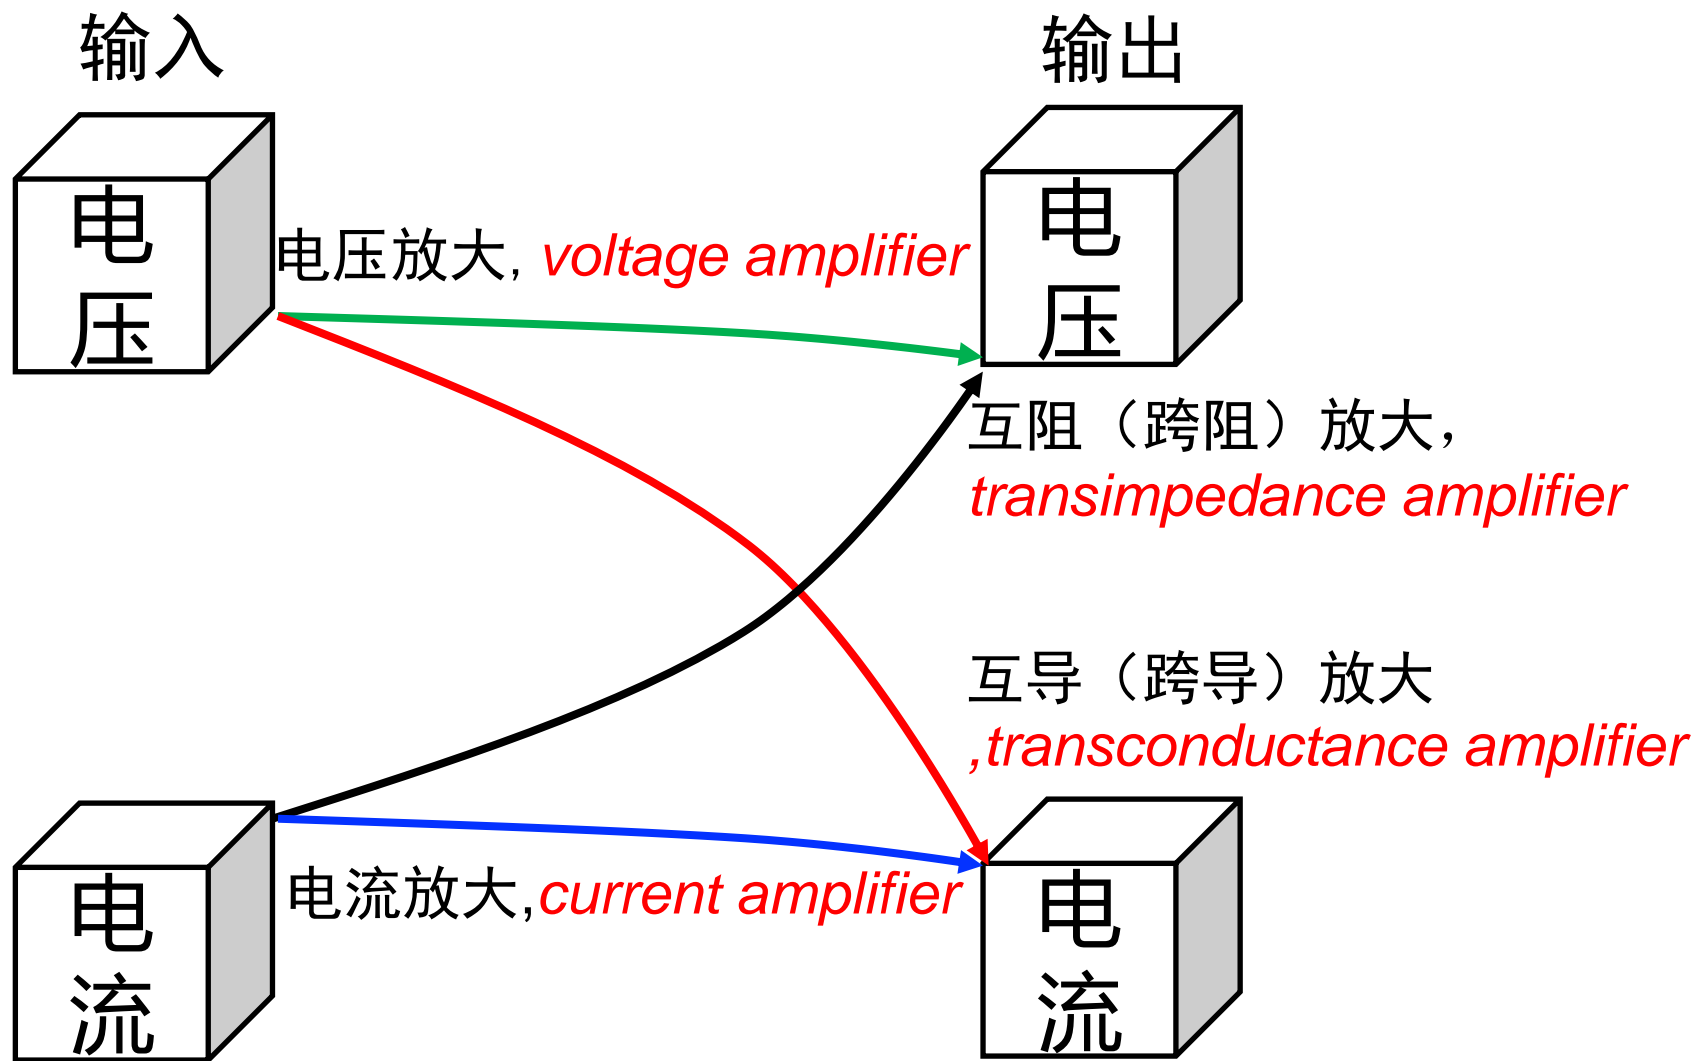 输入
输出
电
压
电压放大, voltage amplifier
电
压
互阻（跨阻）放大，
transimpedance amplifier
互导（跨导）放大
,transconductance amplifier
电
流
电流放大,current amplifier
电
流